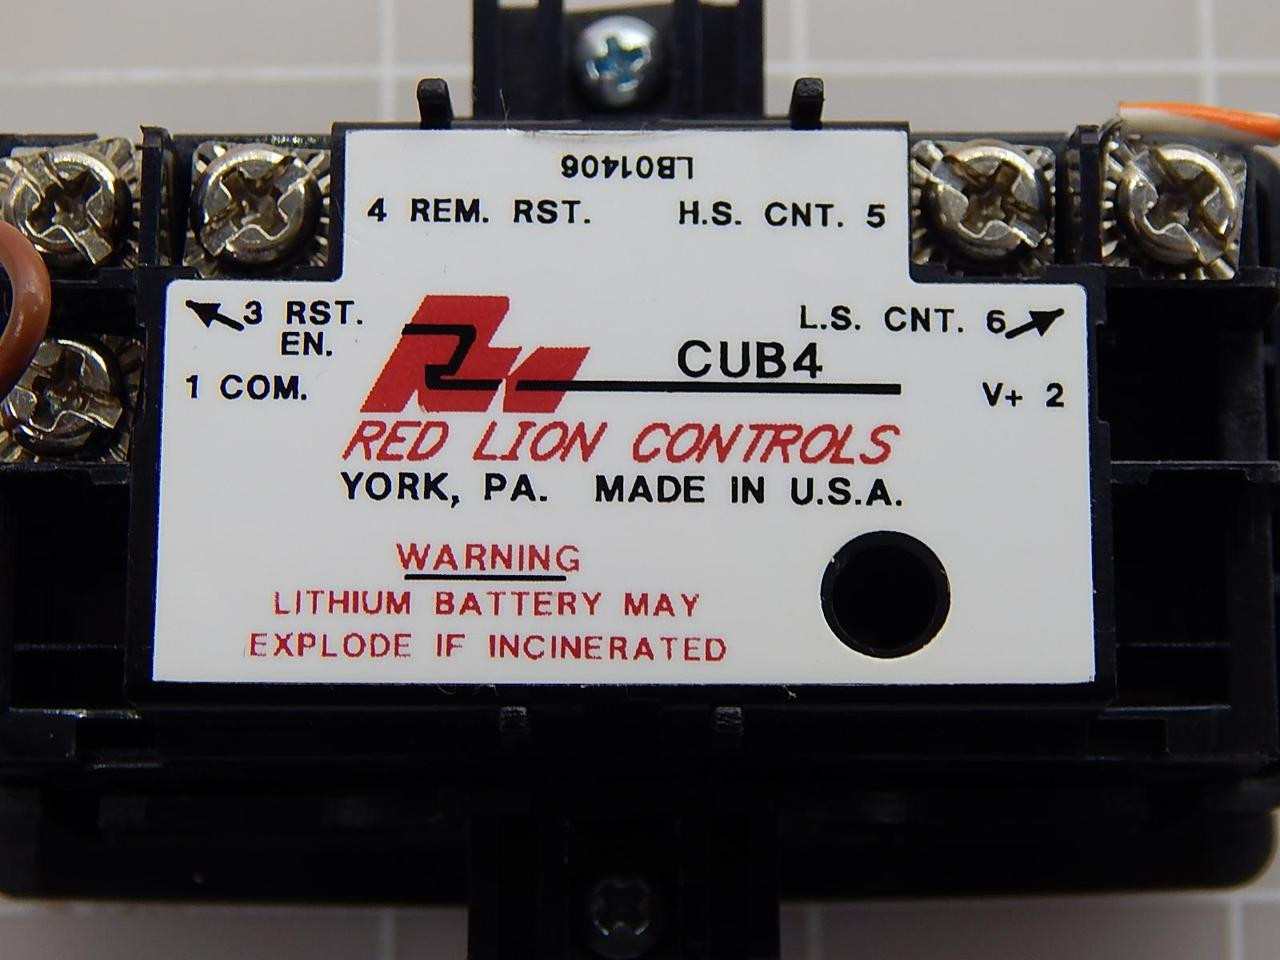 LB01406
4 REM. RST. H.S. CNT. 5
3 RST. EN. L.S. CNT. 6
CUB4
1 COM. V+ 2
RED LION CONTROLS
YORK, PA. MADE IN U.S.A.
WARNING
LITHIUM BATTERY MAY
EXPLODE IF INCINERATED